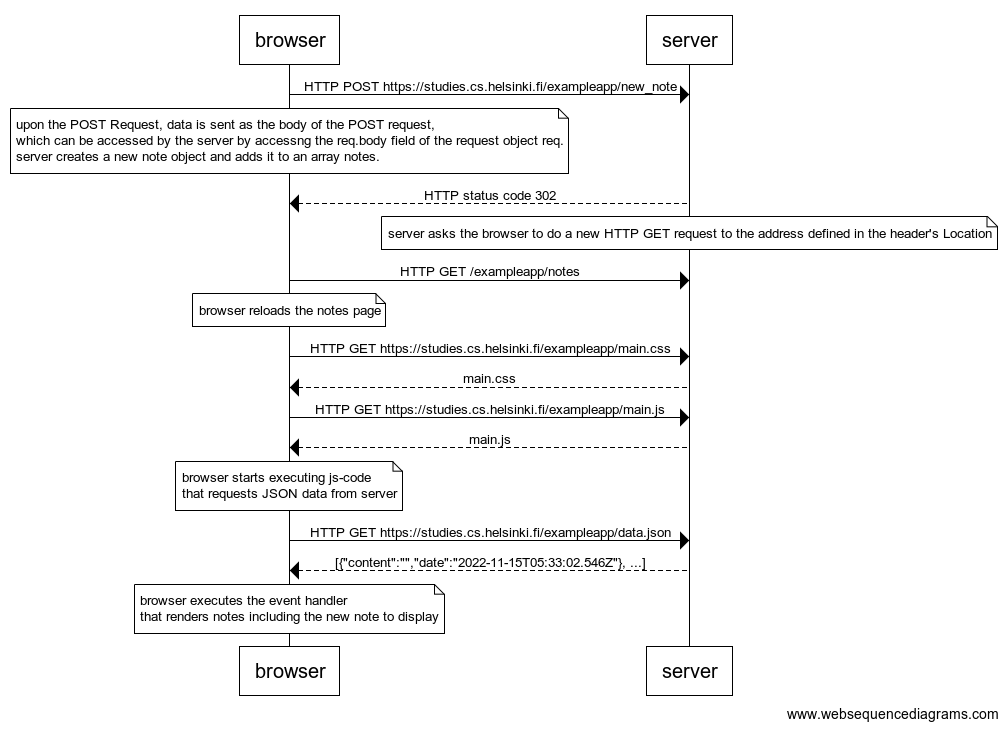 browser
server
HTTP POST https://studies.cs.helsinki.fi/exampleapp/new_note
upon the POST Request, data is sent as the body of the POST request,
which can be accessed by the server by accessng the req.body field of the request object req.
server creates a new note object and adds it to an array notes.
HTTP status code 302
server asks the browser to do a new HTTP GET request to the address defined in the header's Location
HTTP GET /exampleapp/notes
browser reloads the notes page
HTTP GET https://studies.cs.helsinki.fi/exampleapp/main.css
main.css
HTTP GET https://studies.cs.helsinki.fi/exampleapp/main.js
main.js
browser starts executing js-code
that requests JSON data from server
HTTP GET https://studies.cs.helsinki.fi/exampleapp/data.json
[{"content":"","date":"2022-11-15T05:33:02.546Z"}, ...]
browser executes the event handler
that renders notes including the new note to display
browser
server
www.websequencediagrams.com